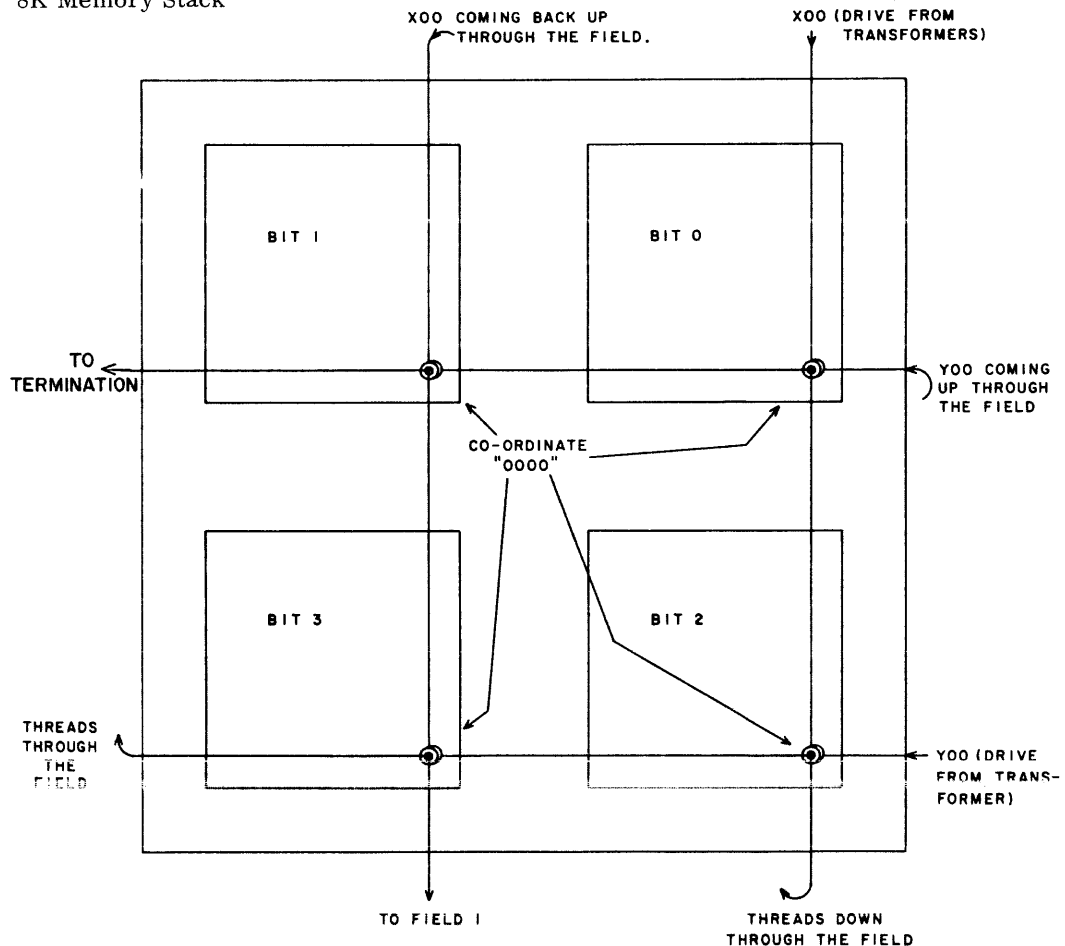 8K Memory Stack
X00 COMING BACK UP
THROUGH THE FIELD.
X00 (DRIVE FROM
TRANSFORMERS)
BIT 1
BIT 0
TO
TERMINATION
Y00 COMING
UP THROUGH
THE FIELD
CO-ORDINATE
"0000"
BIT 3
BIT 2
THREADS
THROUGH
THE
FIELD
Y00 (DRIVE
FROM TRANS-
FORMER)
TO FIELD 1
THREADS DOWN
THROUGH THE FIELD